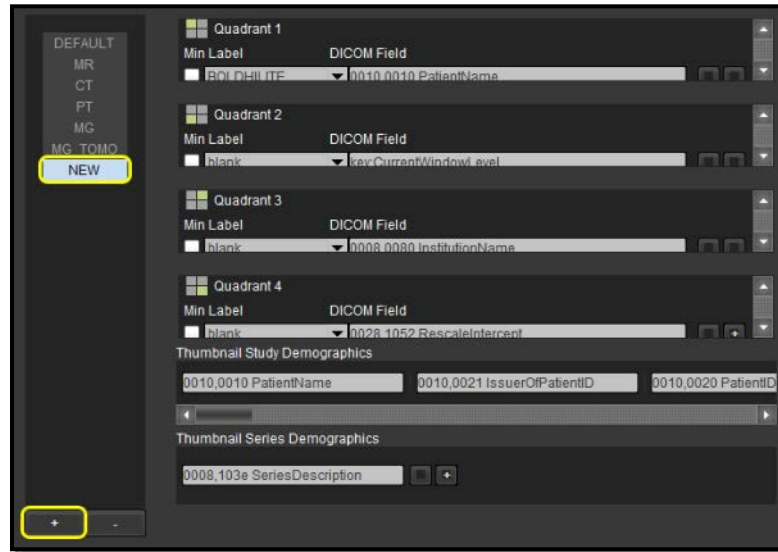 DEFAULT
MR
CT
PT
MG
MG_TOMO
NEW
+ -
Quadrant 1
Min Label DICOM Field
BOLDHILITE 0010,0010 PatientName
Quadrant 2
Min Label DICOM Field
blank key:CurrentWindowLevel
Quadrant 3
Min Label DICOM Field
blank 0008,0080 InstitutionName
Quadrant 4
Min Label DICOM Field
blank 0028,1052 RescaleIntercept +
Thumbnail Study Demographics
0010,0010 PatientName 0010,0021 IssuerOfPatientID 0010,0020 PatientID
Thumbnail Series Demographics
0008,103e SeriesDescription +